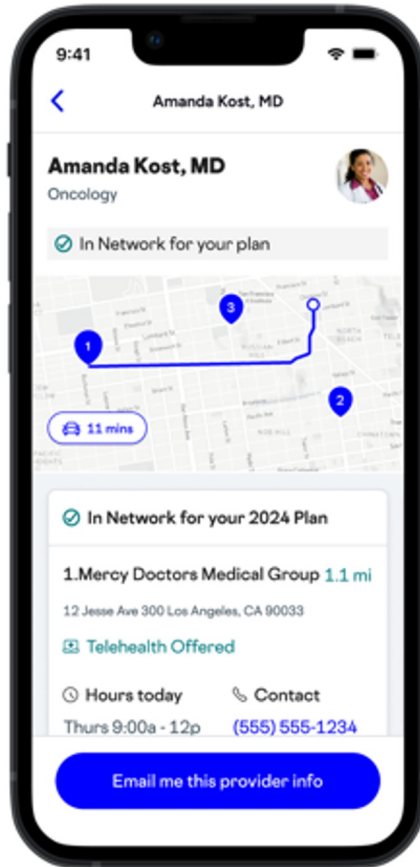 9:41
Amanda Kost, MD
Amanda Kost, MD
Oncology
In Network for your plan
3
1
2
NOB HILL
11 mins
In Network for your 2024 Plan
1.Mercy Doctors Medical Group 1.1 mi
12 Jesse Ave 300 Los Angeles, CA 90033
Telehealth Offered
Hours today Contact
Thurs 9:00a - 12p (555) 555-1234
Email me this provider info